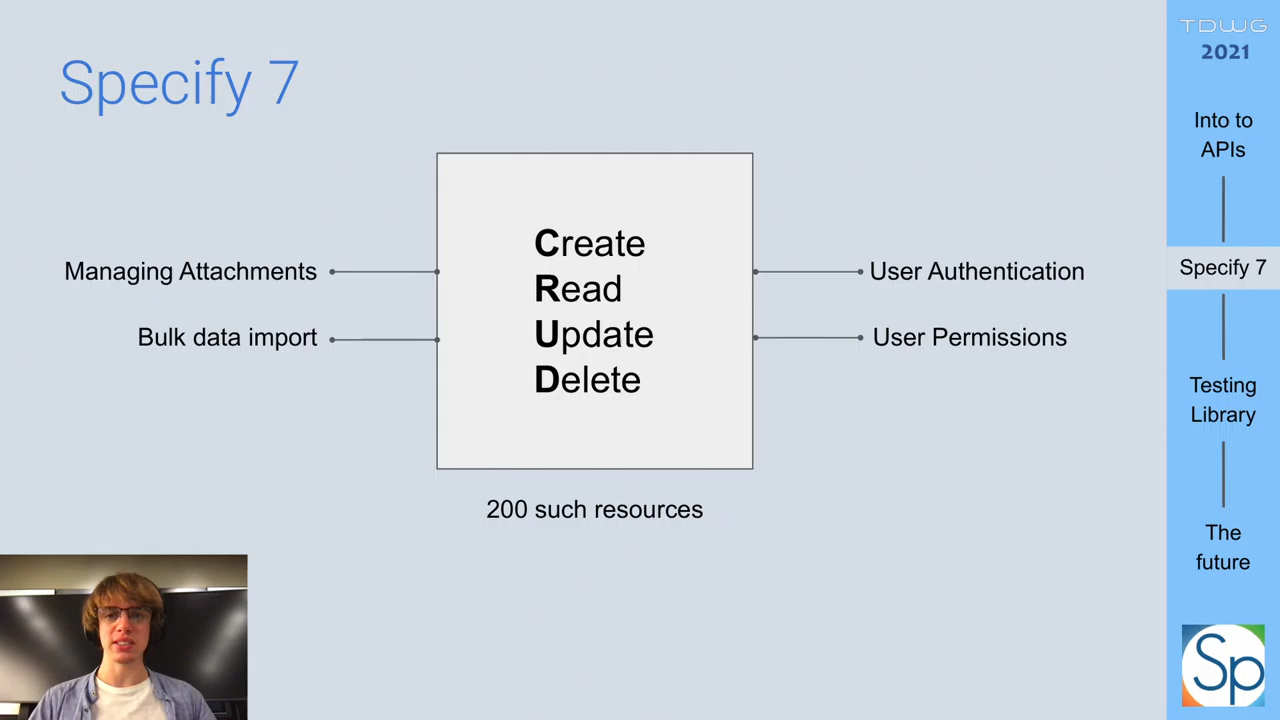 Specify 7
Managing Attachments
Bulk data import
Create
Read
Update
Delete
User Authentication
User Permissions
200 such resources
TDWG
2021
Into to
APIs
Specify 7
Testing
Library
The
future
Sp